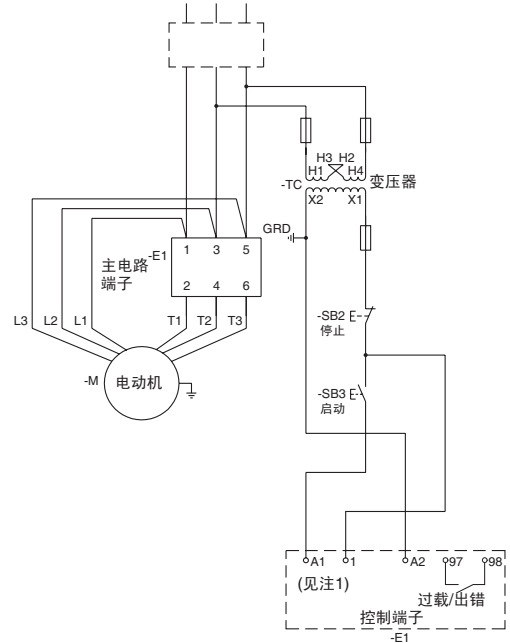 H3 H2
H1 H4
-TC 变压器
X2 X1
GRD
-E1 1 3 5
主电路
端子
2 4 6
L3 L2 L1 T1 T2 T3
-SB2
停止
-M 电动机
-SB3
启动
A1 1 A2 97 98
(见注1) 过载/出错
控制端子
-E1